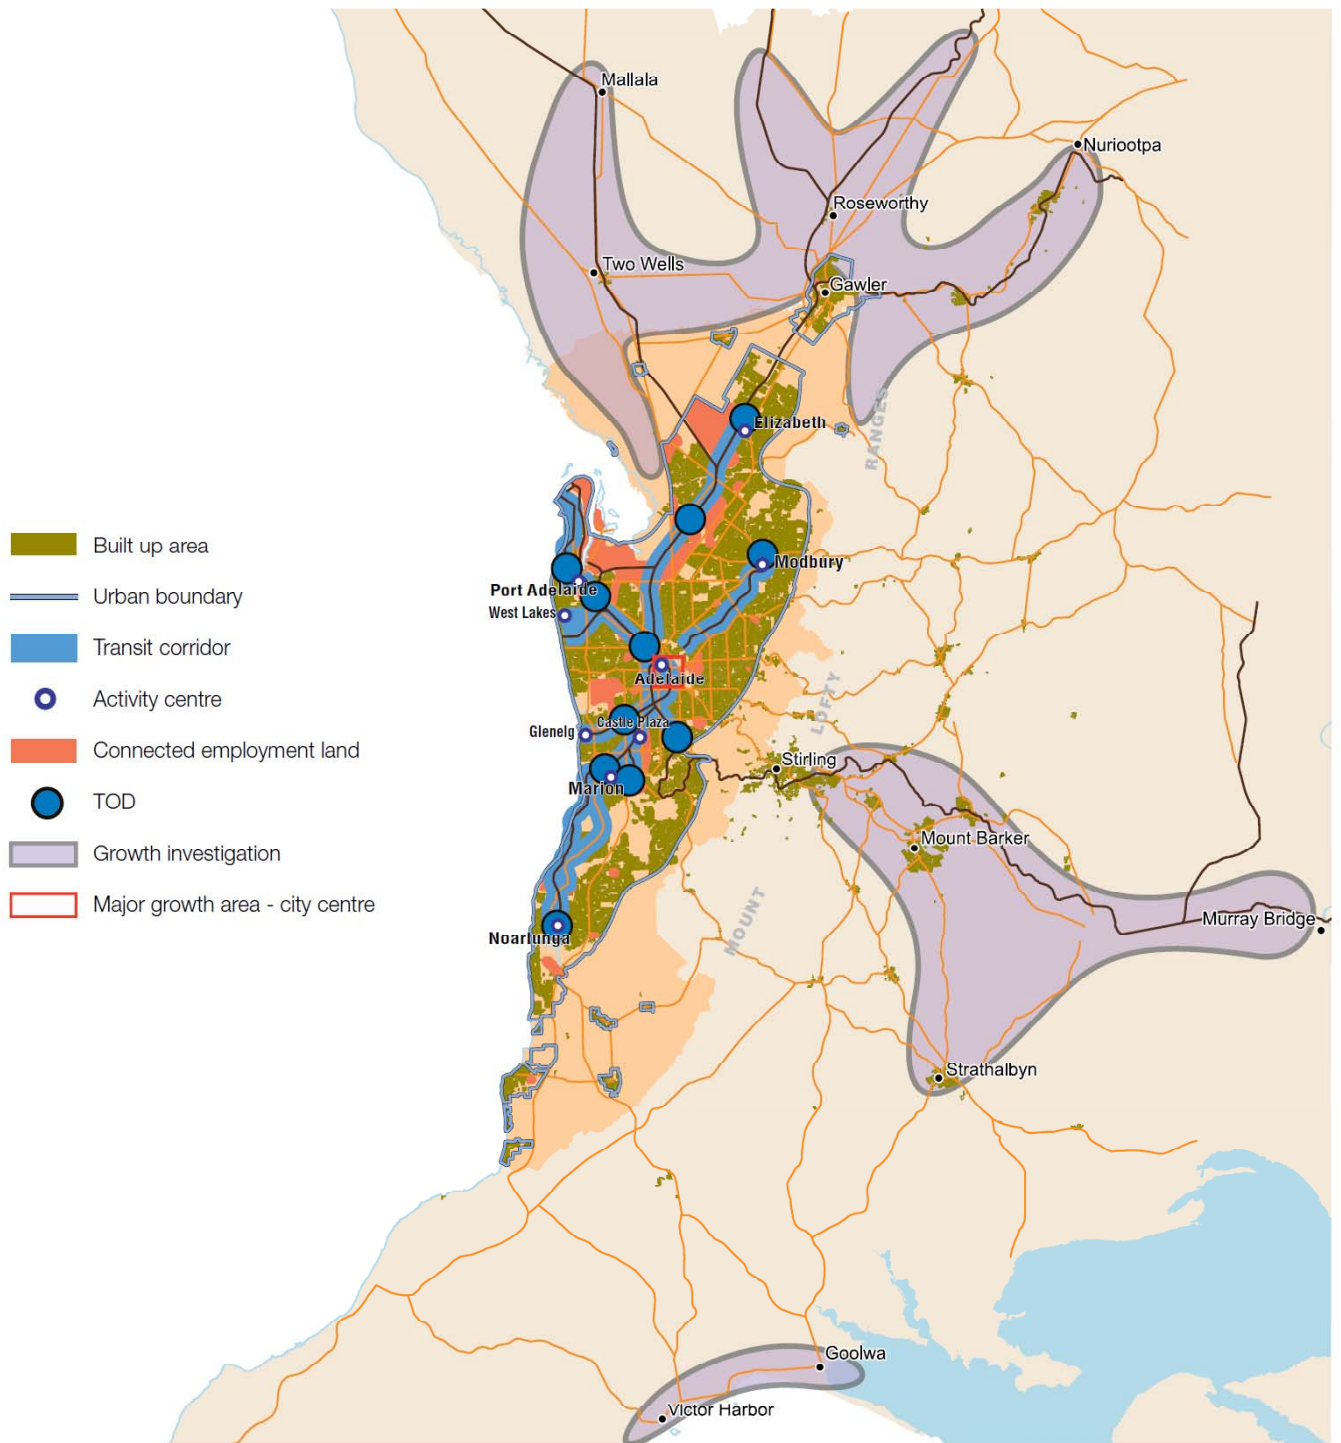 Mallala
Nuriootpa
Roseworthy
Two Wells
Gawler
Elizabeth
RANGES
Built up area
Urban boundary
Transit corridor
Activity centre
Connected employment land
TOD
Growth investigation
Major growth area - city centre
Modbury
Port Adelaide
West Lakes
Adelaide
LOFTY
Castle Plaza
Glenelg
Stirling
Marion
Mount Barker
MOUNT
Murray Bridge
Noarlunga
Strathalbyn
Goolwa
Victor Harbor